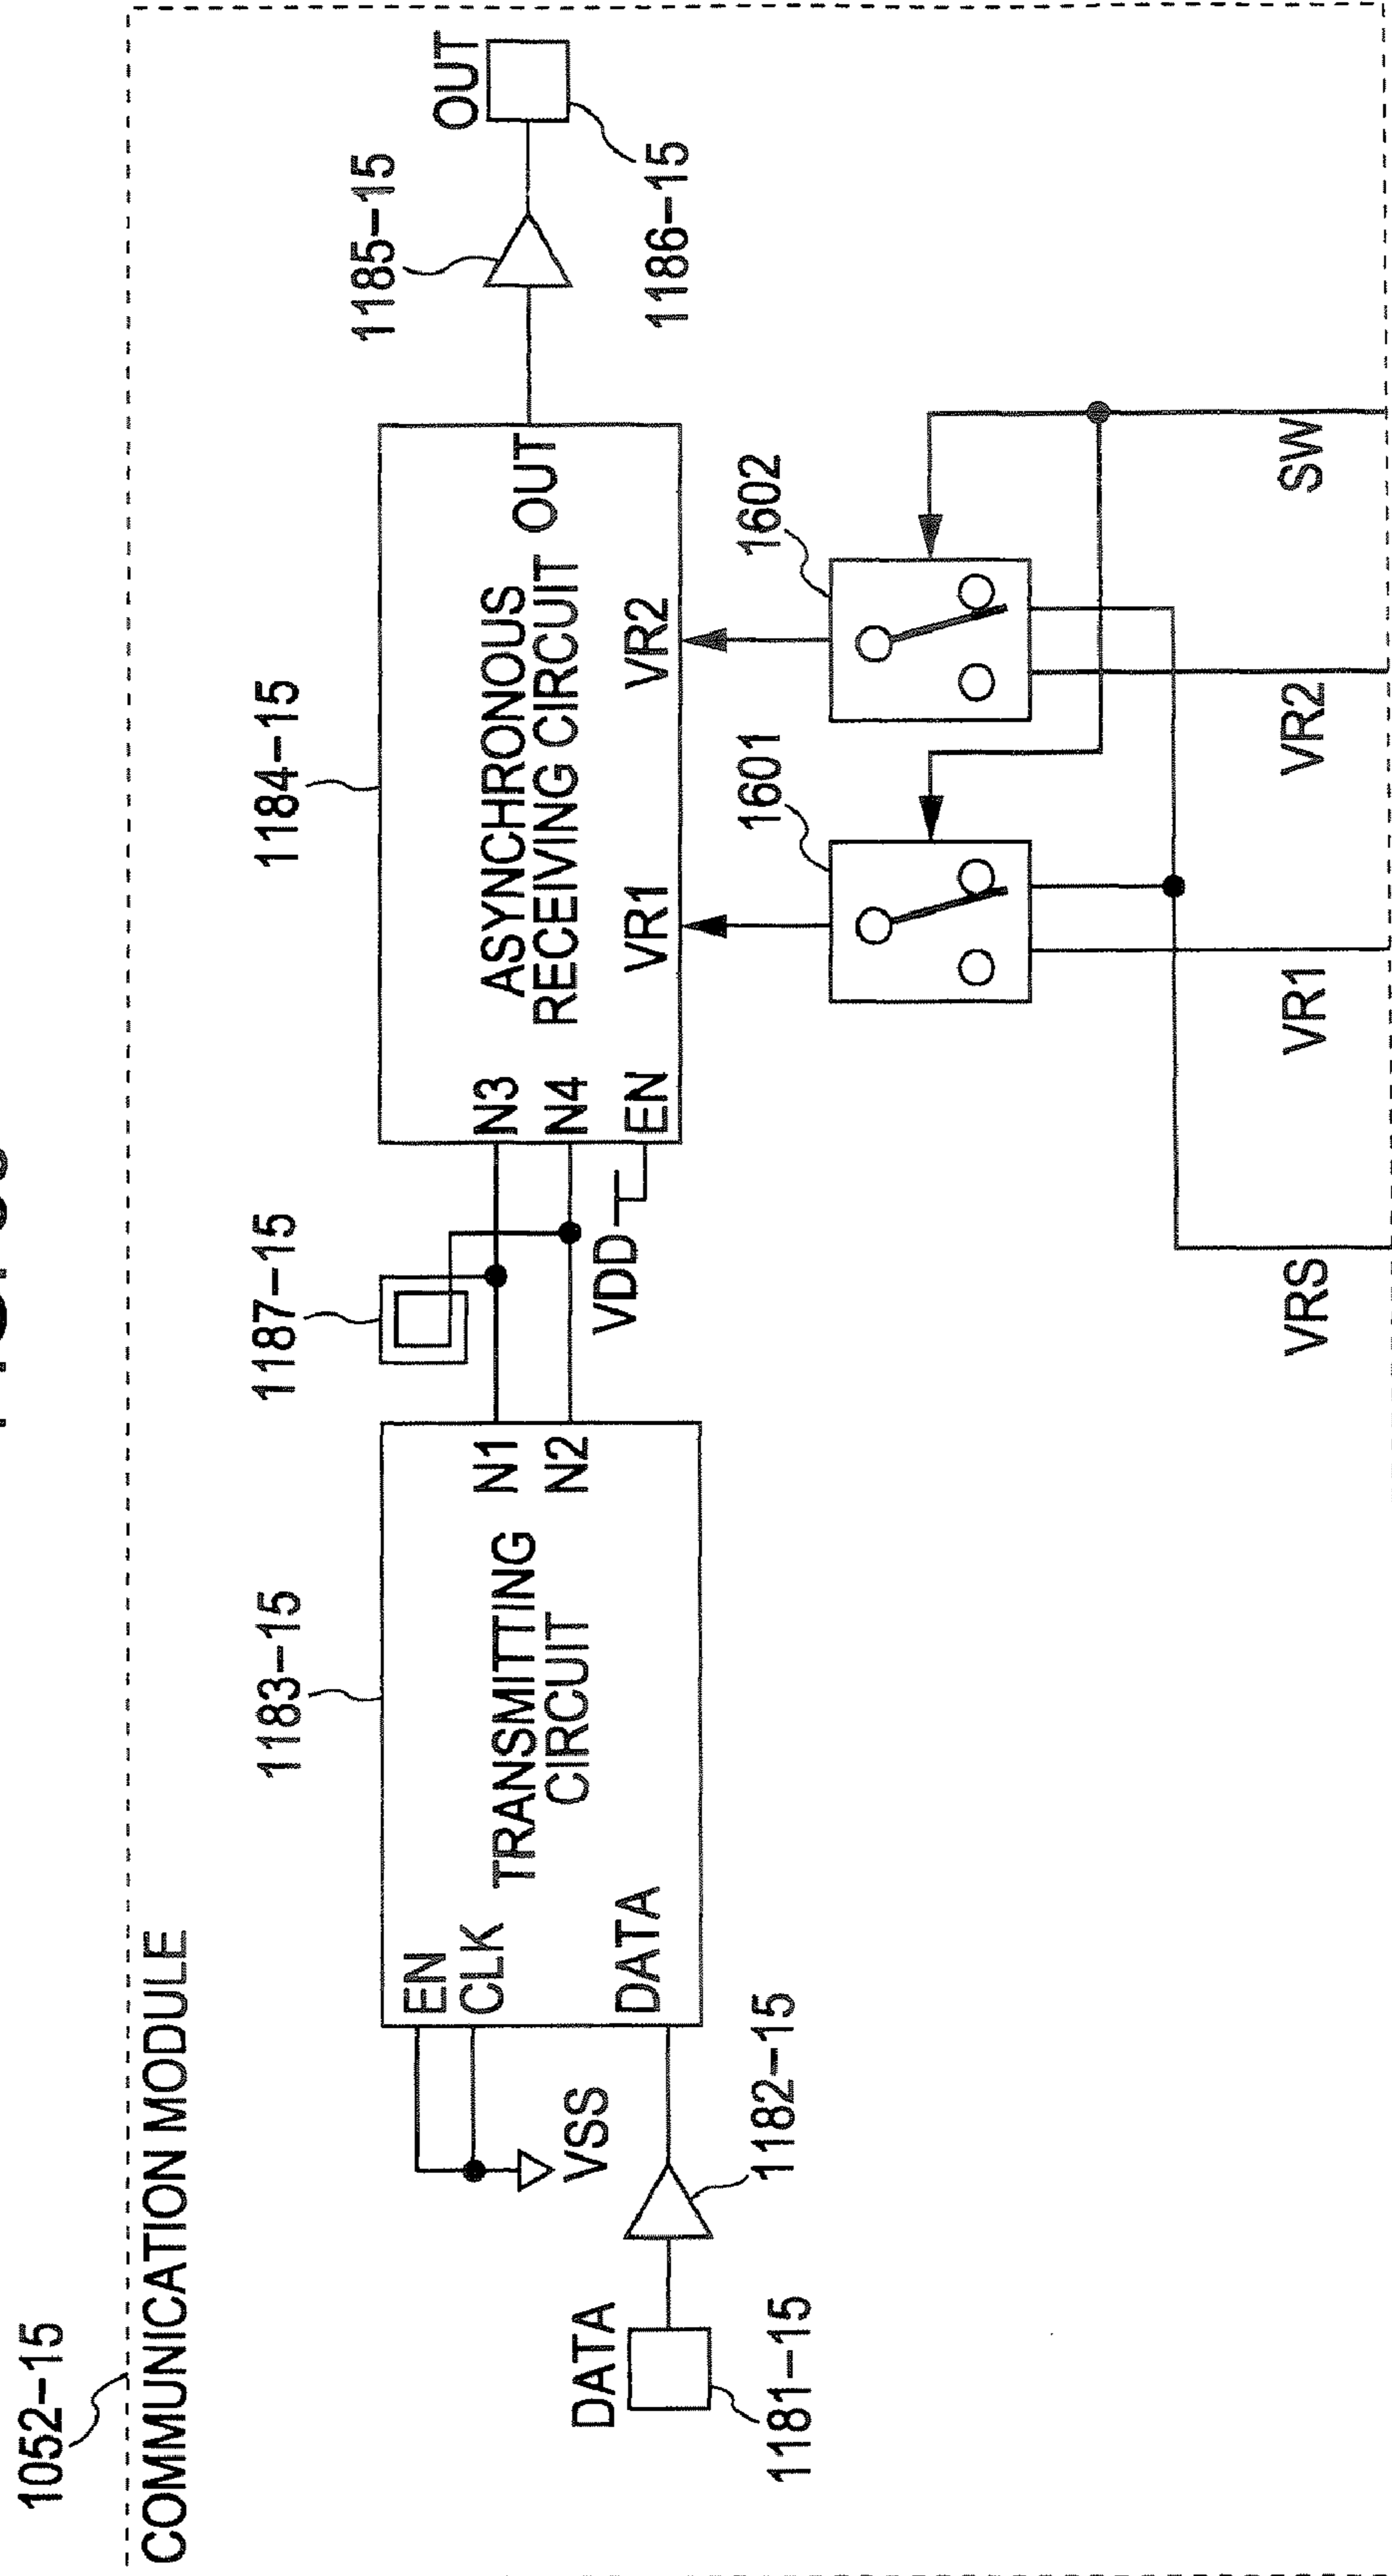 1052-15
COMMUNICATION MODULE
1183-15
1187-15
1184-15
1185-15
OUT
EN
CLK
TRANSMITTING
CIRCUIT
DATA
N1
N2
N3
N4
EN
ASYNCHRONOUS
RECEIVING CIRCUIT
OUT
VR1
VR2
1186-15
VSS
VDD
DATA
1181-15
1182-15
1601
1602
VRS
VR1
VR2
SW